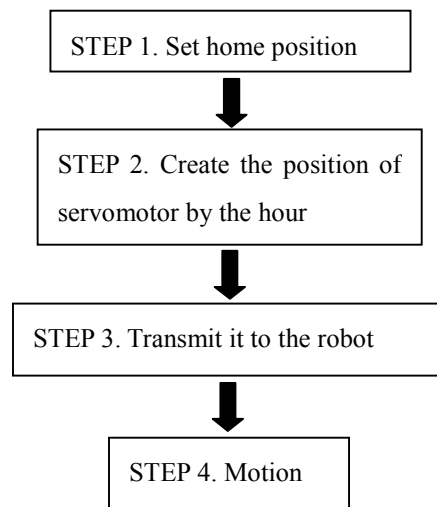 STEP 1. Set home position
STEP 2. Create the position of
servomotor by the hour
STEP 3. Transmit it to the robot
STEP 4. Motion